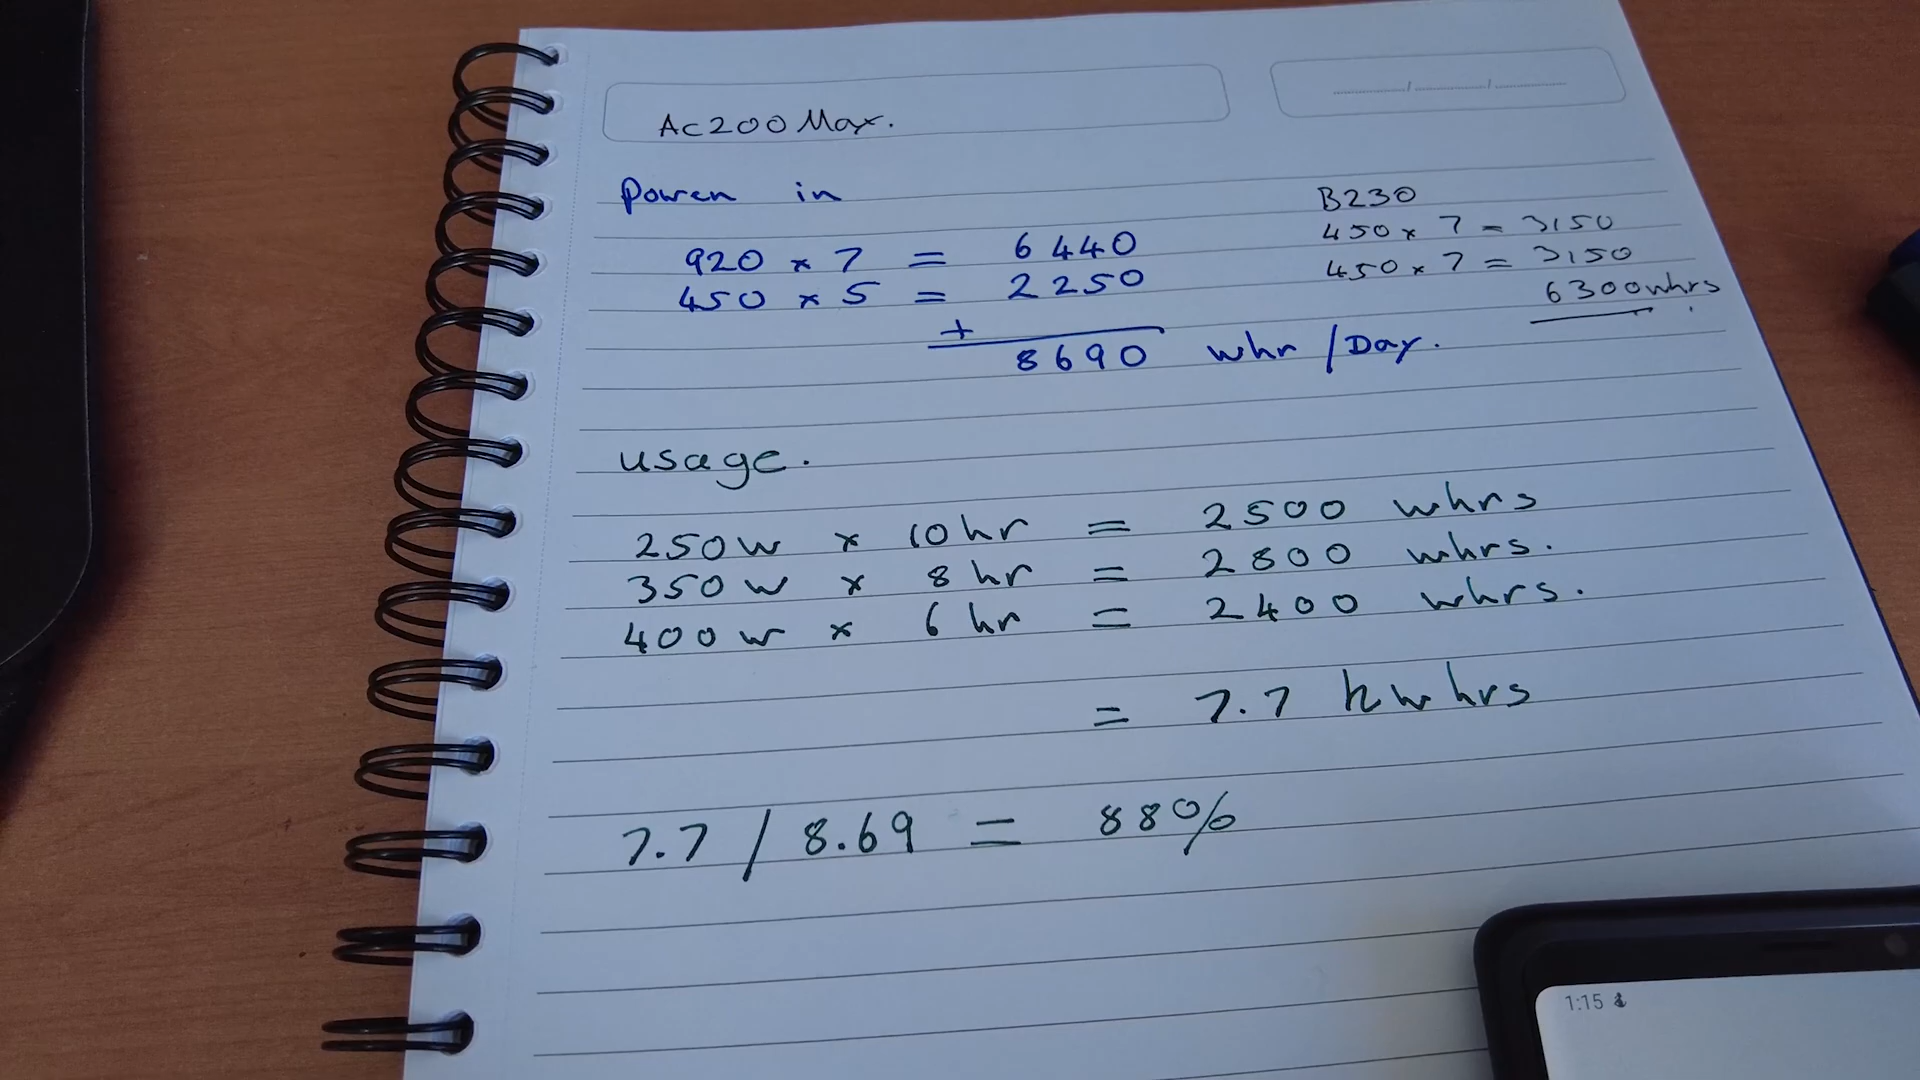 Ac200 Max.
Power in
920 x 7 = 6440
450 x 5 = 2250
+
8690 whr / Day.
B230
450 x 7 = 3150
450 x 7 = 3150
6300 whrs
usage.
250w x 10hr = 2500 whrs
350w x 8 hr = 2800 whrs.
400w x 6 hr = 2400 whrs.
= 7.7 kwhrs
7.7 / 8.69 = 88%
1:15